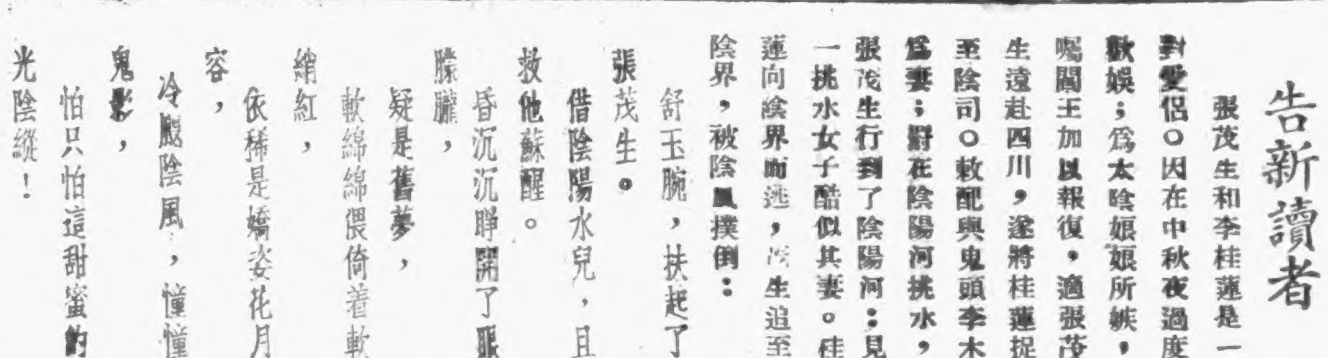 告新讀者
張茂生和李桂蓮是一
對愛侶。因在中秋夜過度
歡娛;爲太陰娘娘所嫉,
囑閻王加以報復,適張茂
生遠赴四川,遂將桂蓮捉
至陰司。敕配與鬼頭李木
爲妻;罸在陰陽河挑水,
張茂生行到了陰陽河:見
一挑水女子酷似其妻。桂
蓮向陰界而逃,茂生追至
陰界,被陰風撲倒:
舒玉腕,扶起了
張茂生。
借陰陽水兒,且
救他蘇醒。
昏沉沉睜開了眼
朦朧,
疑是舊夢,
軟綿綿偎倚着軟
綃紅,
依稀是嬌姿花月
容,
冷颼陰風,憧憧
鬼影,
怕只怕這甜蜜的
光陰縱!